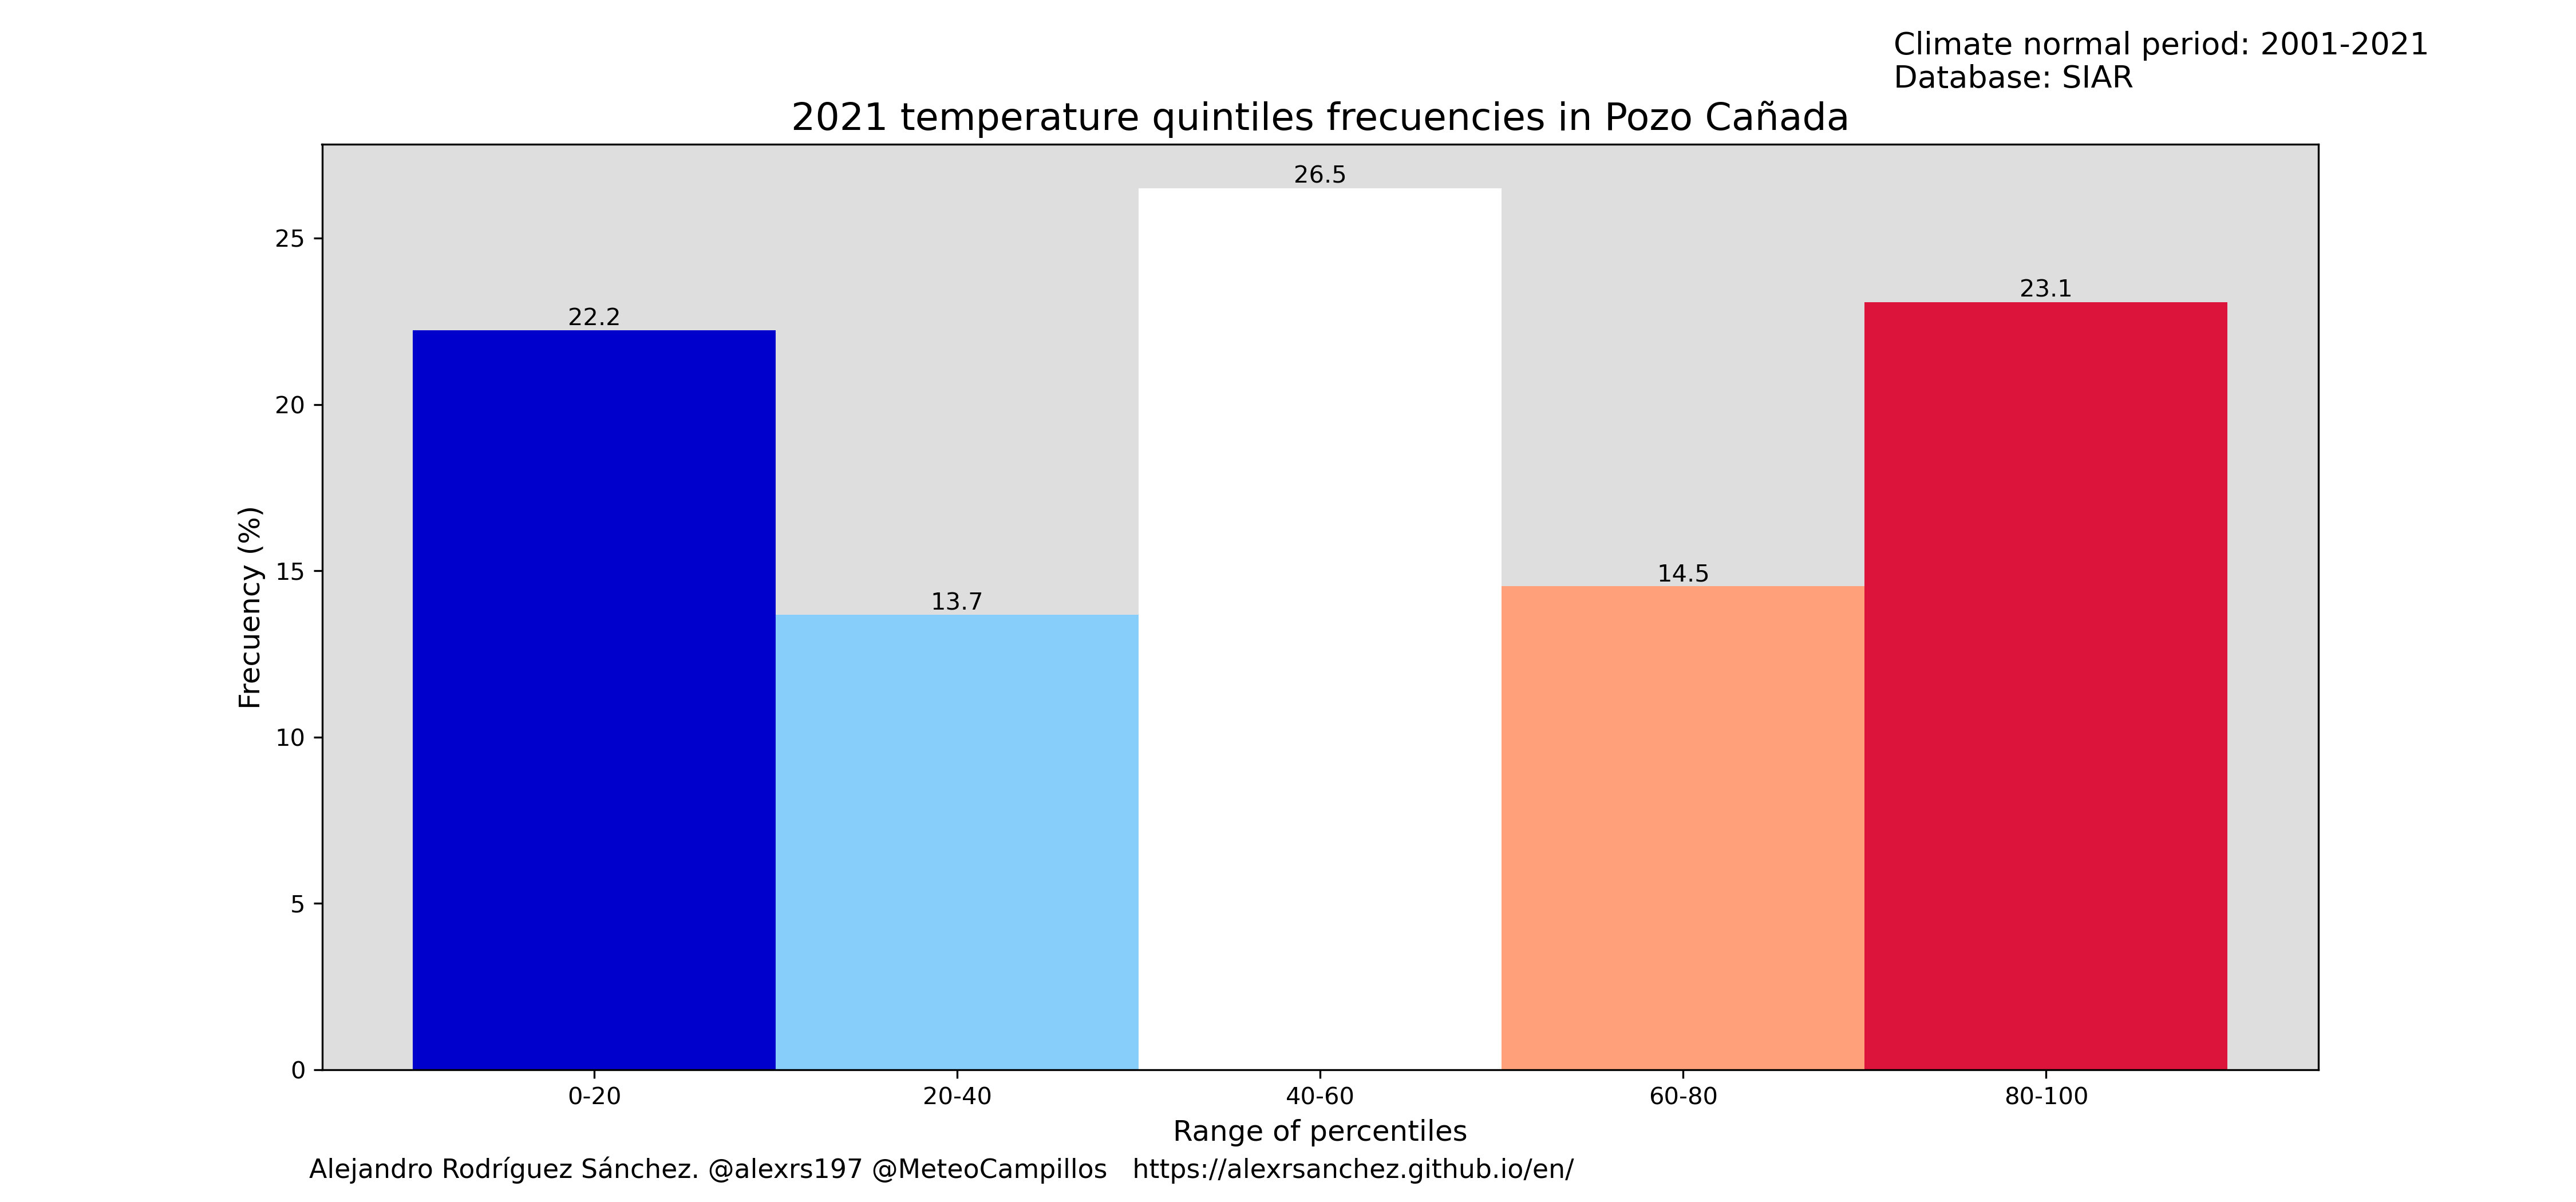 Climate normal period: 2001-2021
Database: SIAR
2021 temperature quintiles frecuencies in Pozo Cañada
26.5
25
23.1
22.2
20
Frecuency (%)
15
14.5
13.7
10
5
0
0-20 20-40 40-60 60-80 80-100
Range of percentiles
Alejandro Rodríguez Sánchez. @alexrs197 @MeteoCampillos https://alexrsanchez.github.io/en/